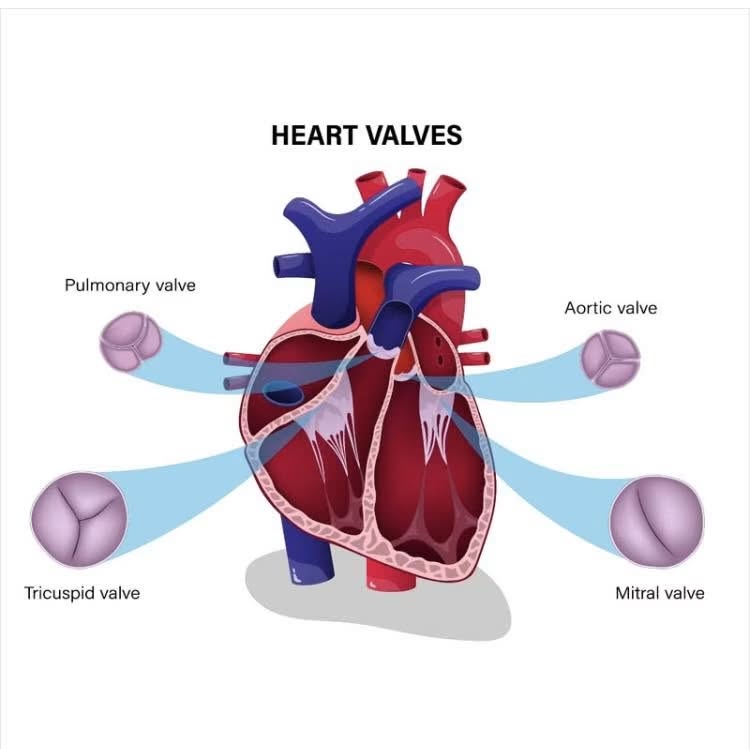 HEART VALVES
Pulmonary valve
Aortic valve
Tricuspid valve
Mitral valve